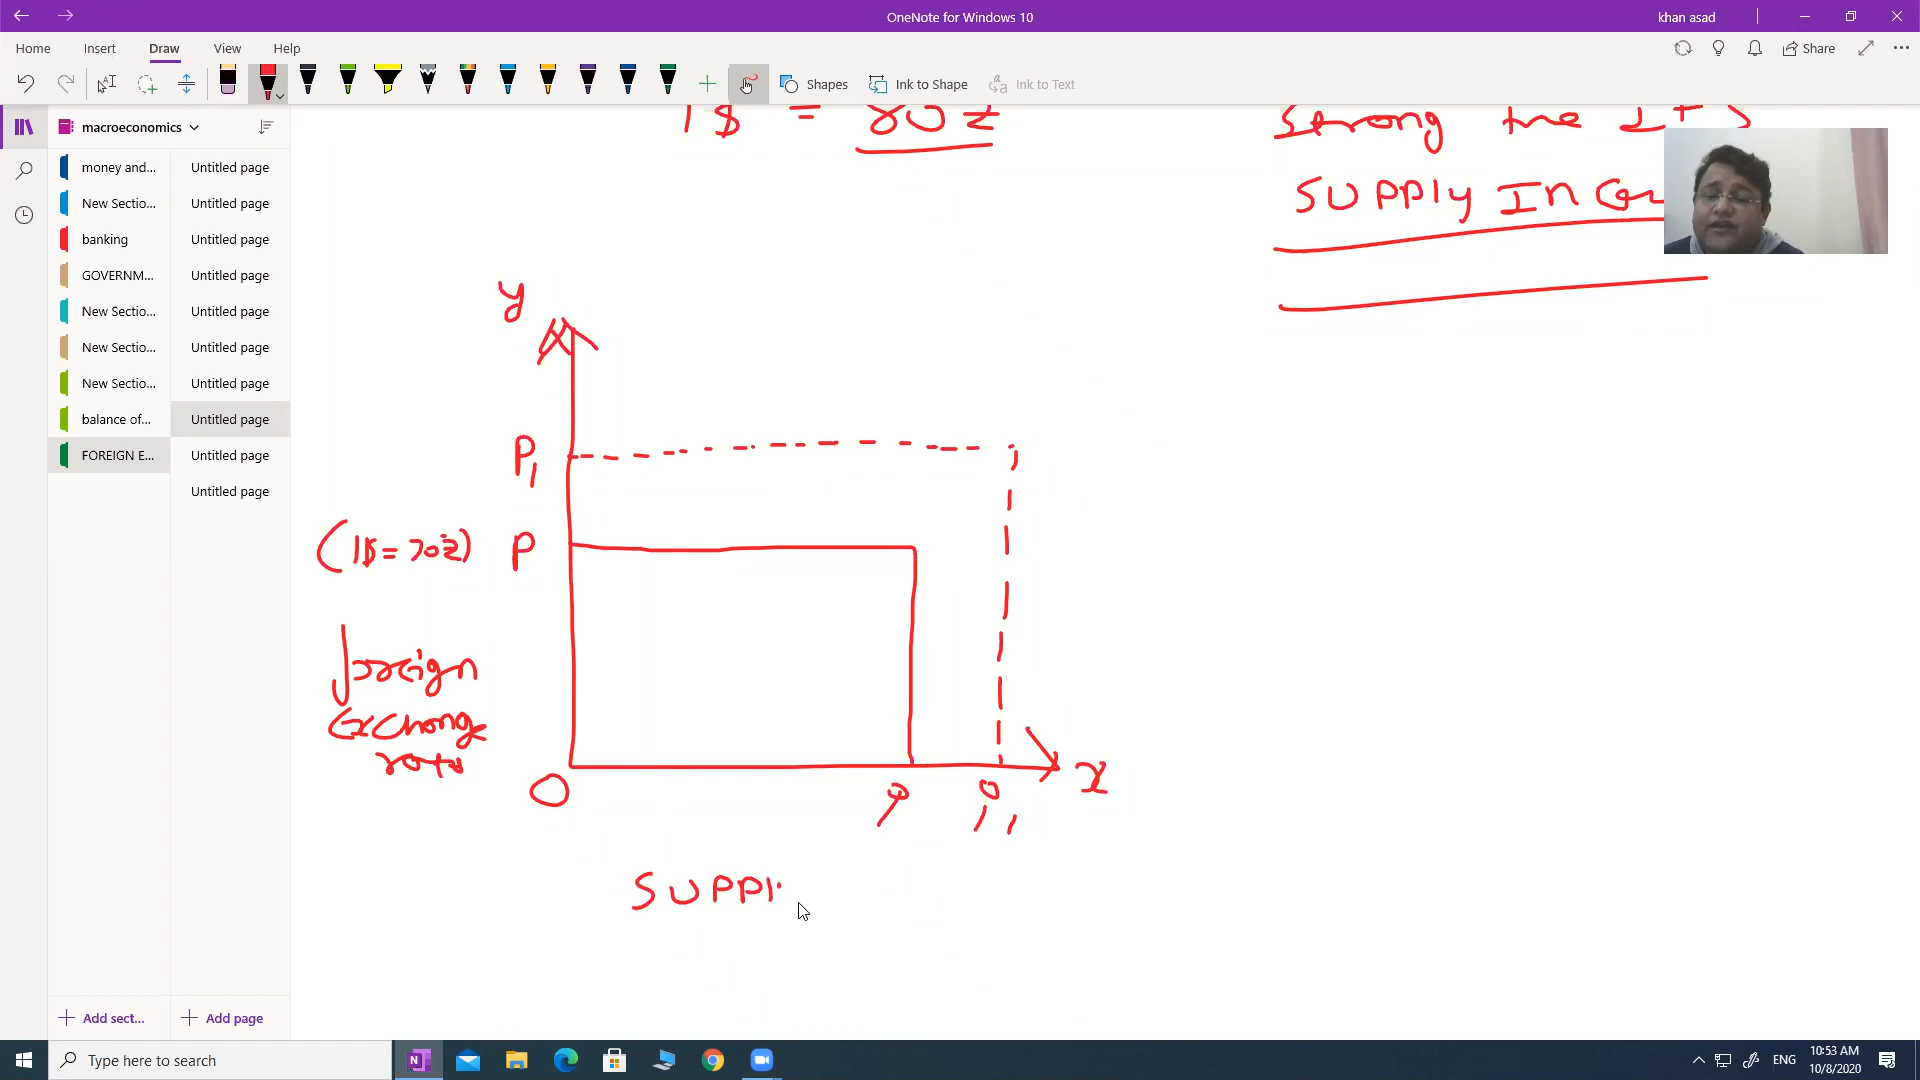 OneNote for Windows 10
khan asad
Home Insert Draw View Help
Share
Shapes
Ink to Shape
Ink to Text
macroeconomics
money and...
New Sectio...
banking
GOVERNM...
New Sectio...
New Sectio...
New Sectio...
balance of...
FOREIGN E...
Untitled page
Untitled page
Untitled page
Untitled page
Untitled page
Untitled page
Untitled page
Untitled page
Untitled page
Untitled page
Add sect...
Add page
1$ = 80₹
Strong the
SUPPLY
y
P1
(1$=70₹) P
foreign
exchange
rate
O
x
SUPPL
Type here to search
ENG
10:53 AM
10/8/2020